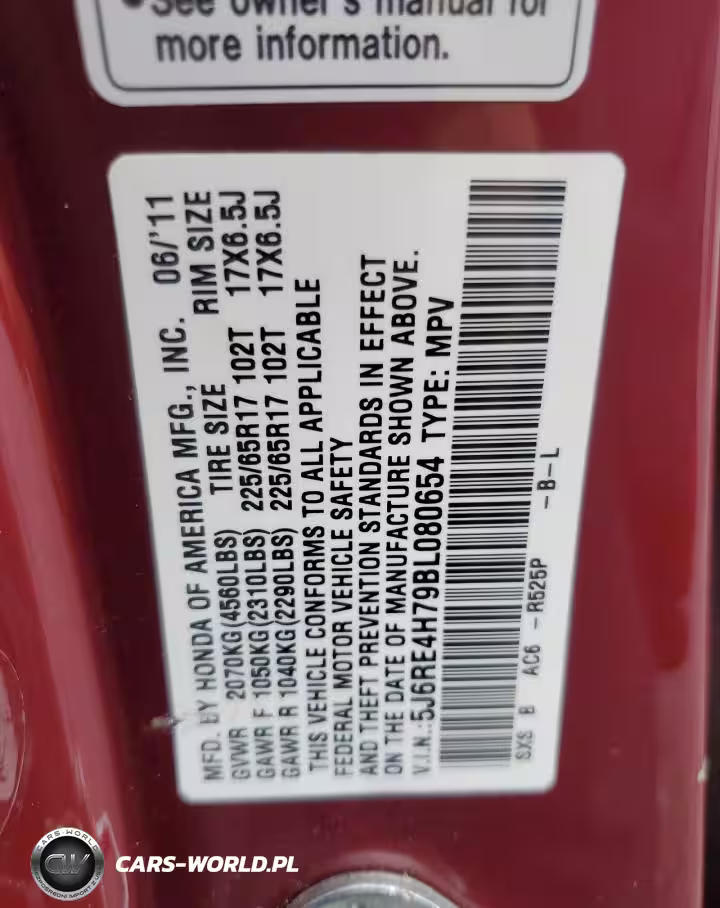 •See owner's manual for
more information.
MFD. BY HONDA OF AMERICA MFG., INC. 06/'11
GVWR 2070KG(4560LBS) TIRE SIZE RIM SIZE
GAWR F 1050KG(2310LBS) 225/65R17 102T 17X6.5J
GAWR R 1040KG(2290LBS) 225/65R17 102T 17X6.5J
THIS VEHICLE CONFORMS TO ALL APPLICABLE
FEDERAL MOTOR VEHICLE SAFETY
AND THEFT PREVENTION STANDARDS IN EFFECT
ON THE DATE OF MANUFACTURE SHOWN ABOVE.
V.I.N.:5J6RE4H79BL080654 TYPE: MPV
SXS B AC6 -R525P -B-L
CARS-WORLD
CW
CARS-WORLD.PL